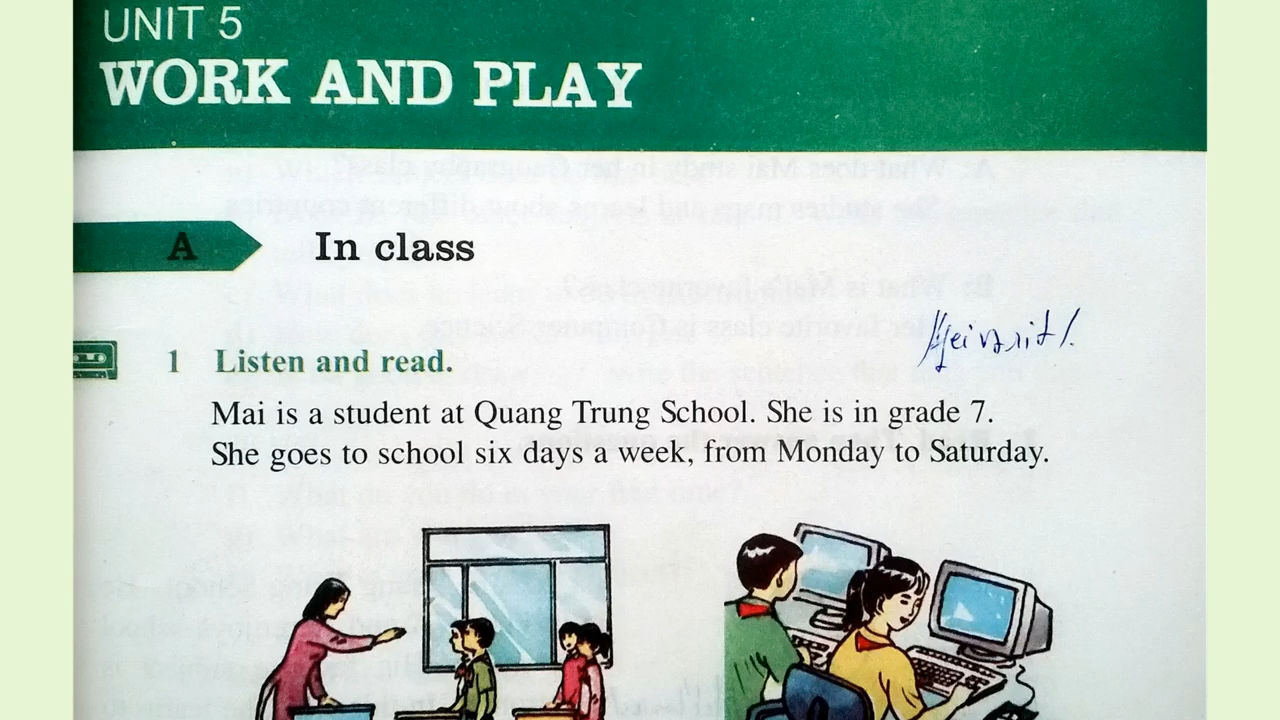 UNIT 5
WORK AND PLAY
A In class
1 Listen and read.
Mai is a student at Quang Trung School. She is in grade 7.
She goes to school six days a week, from Monday to Saturday.